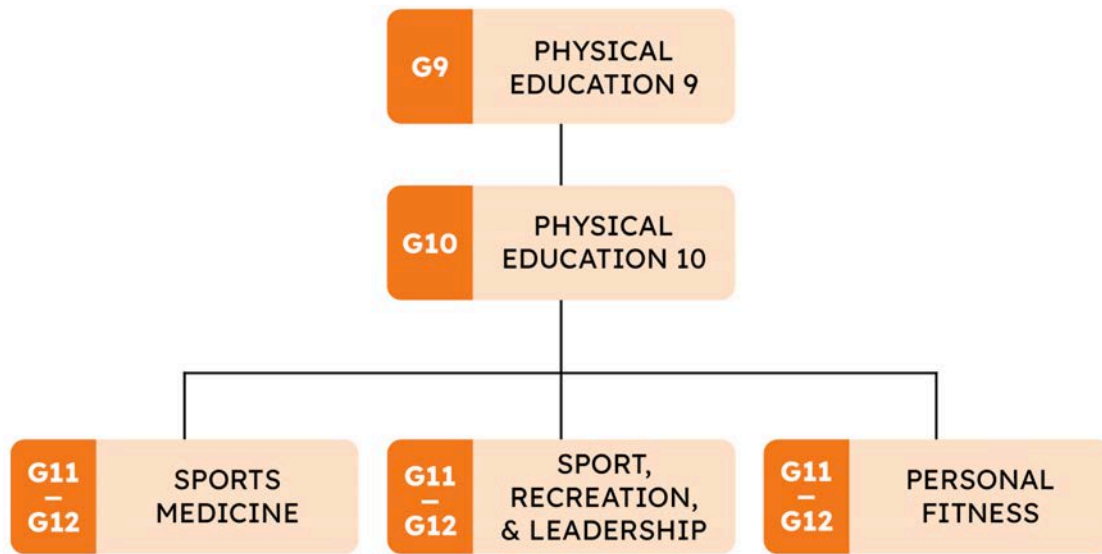 G9
PHYSICAL
EDUCATION 9
G10
PHYSICAL
EDUCATION 10
G11
–
G12
SPORTS
MEDICINE
G11
–
G12
SPORT,
RECREATION,
& LEADERSHIP
G11
–
G12
PERSONAL
FITNESS